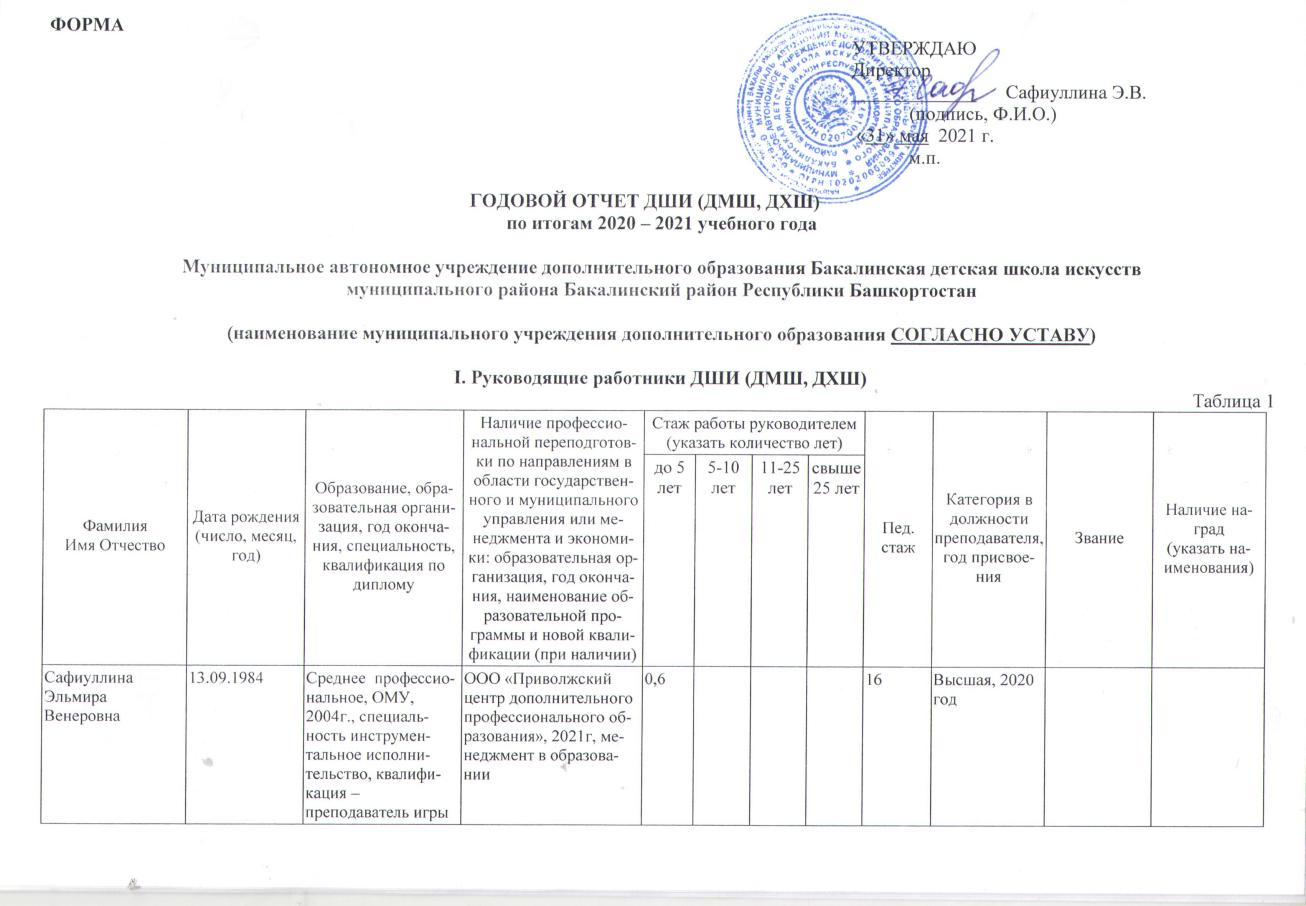 ФОРМА
УТВЕРЖДАЮ
Директор
Сафиуллина Э.В.
(подпись, Ф.И.О.)
«31» мая 2021 г.
м.п.
ГОДОВОЙ ОТЧЕТ ДШИ (ДМШ, ДХШ)
по итогам 2020 – 2021 учебного года
Муниципальное автономное учреждение дополнительного образования Бакалинская детская школа искусств
муниципального района Бакалинский район Республики Башкортостан
(наименование муниципального учреждения дополнительного образования СОГЛАСНО УСТАВУ)
I. Руководящие работники ДШИ (ДМШ, ДХШ)
Таблица 1
Фамилия
Имя Отчество
Дата рождения
(число, месяц,
год)
Образование, обра-
зовательная органи-
зация, год оконча-
ния, специальность,
квалификация по
диплому
Наличие профессио-
нальной переподготов-
ки по направлениям в
области государствен-
ного и муниципального
управления или ме-
неджмента и экономи-
ки: образовательная ор-
ганизация, год оконча-
ния, наименование об-
разовательной про-
граммы и новой квали-
фикации (при наличии)
Стаж работы руководителем
(указать количество лет)
до 5
лет
5-10
лет
11-25
лет
свыше
25 лет
Пед.
стаж
Категория в
должности
преподавателя,
год присвое-
ния
Звание
Наличие на-
град
(указать на-
именования)
Сафиуллина
Эльмира
Венеровна
13.09.1984
Среднее профессио-
нальное, ОМУ,
2004г., специаль-
ность инструмен-
тальное исполни-
тельство, квалифи-
кация –
преподаватель игры
ООО «Приволжский
центр дополнительного
профессионального об-
разования», 2021г, ме-
неджмент в образова-
нии
0,6
16
Высшая, 2020
год